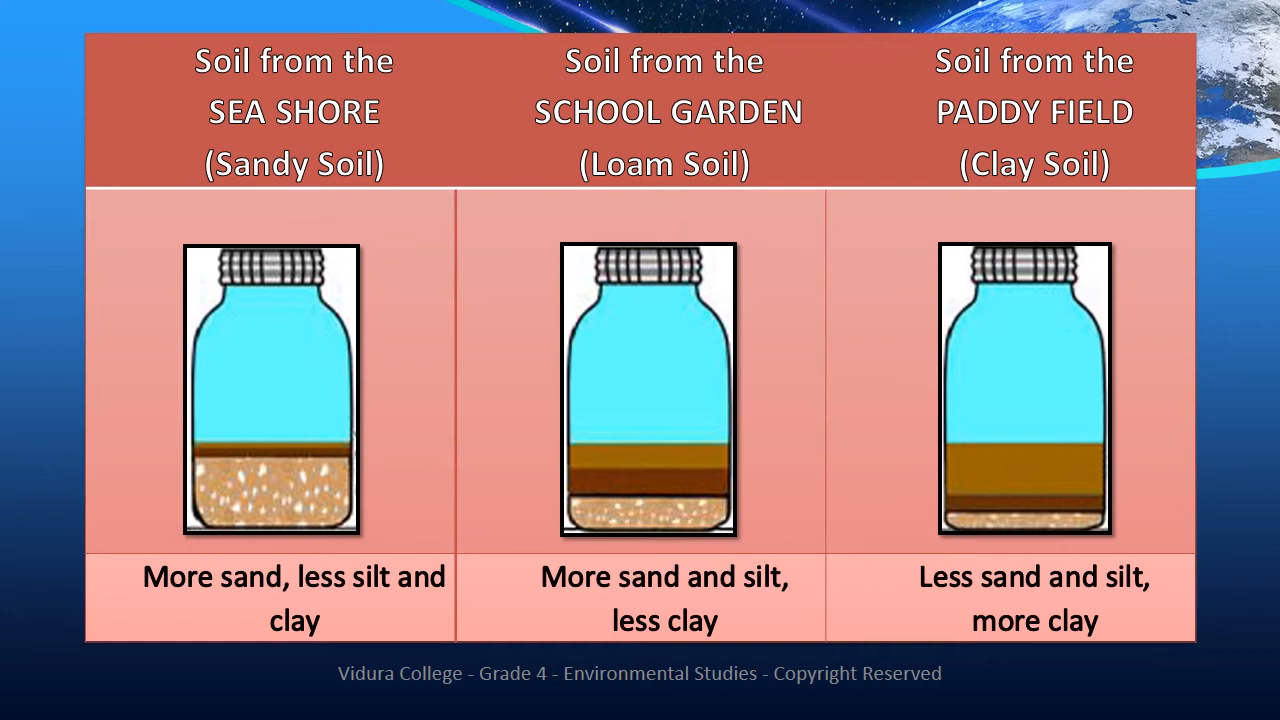 Soil from the
SEA SHORE
(Sandy Soil)
Soil from the
SCHOOL GARDEN
(Loam Soil)
Soil from the
PADDY FIELD
(Clay Soil)
More sand, less silt and
clay
More sand and silt,
less clay
Less sand and silt,
more clay
Vidura College - Grade 4 - Environmental Studies - Copyright Reserved